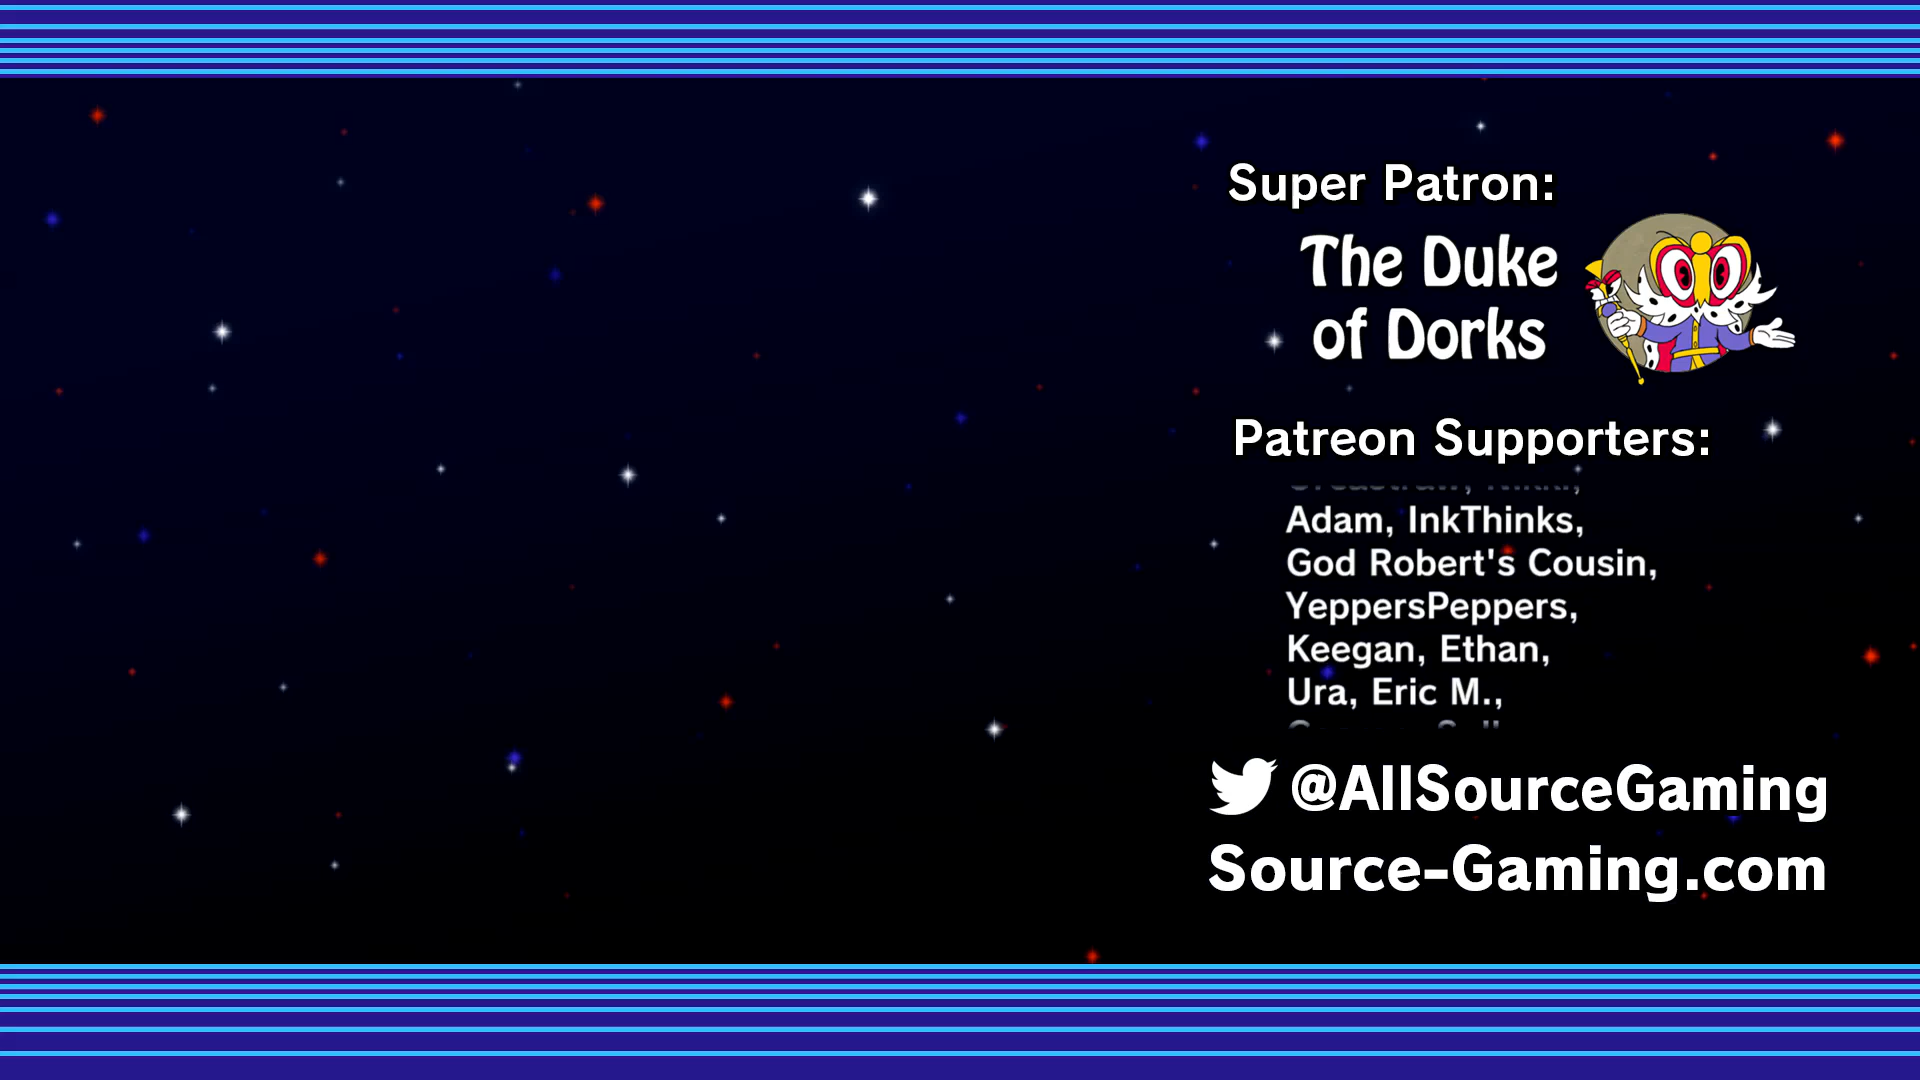 Super Patron:
The Duke
of Dorks
Patreon Supporters:
Adam, InkThinks,
God Robert's Cousin,
YeppersPeppers,
Keegan, Ethan,
Ura, Eric M.,
@AllSourceGaming
Source-Gaming.com